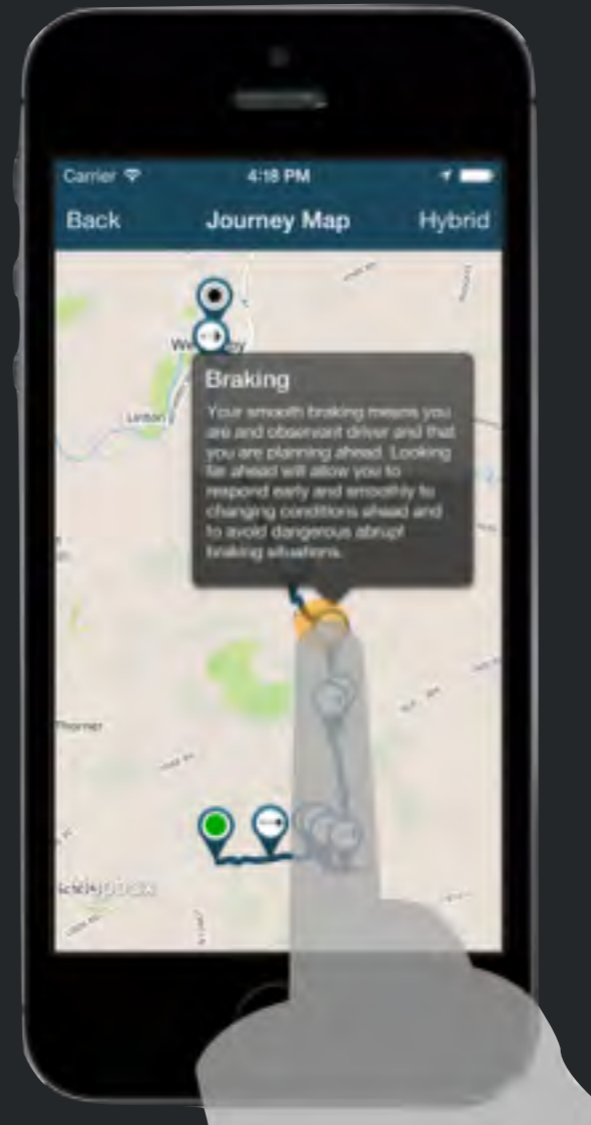 Carrier 4:18 PM
Back Journey Map Hybrid
Linton
Braking
Your smooth braking means you
are and observant driver and that
you are planning ahead. Looking
far ahead will allow you to
respond early and smoothly to
changing conditions ahead and
to avoid dangerous abrupt
braking situations.
Thorner